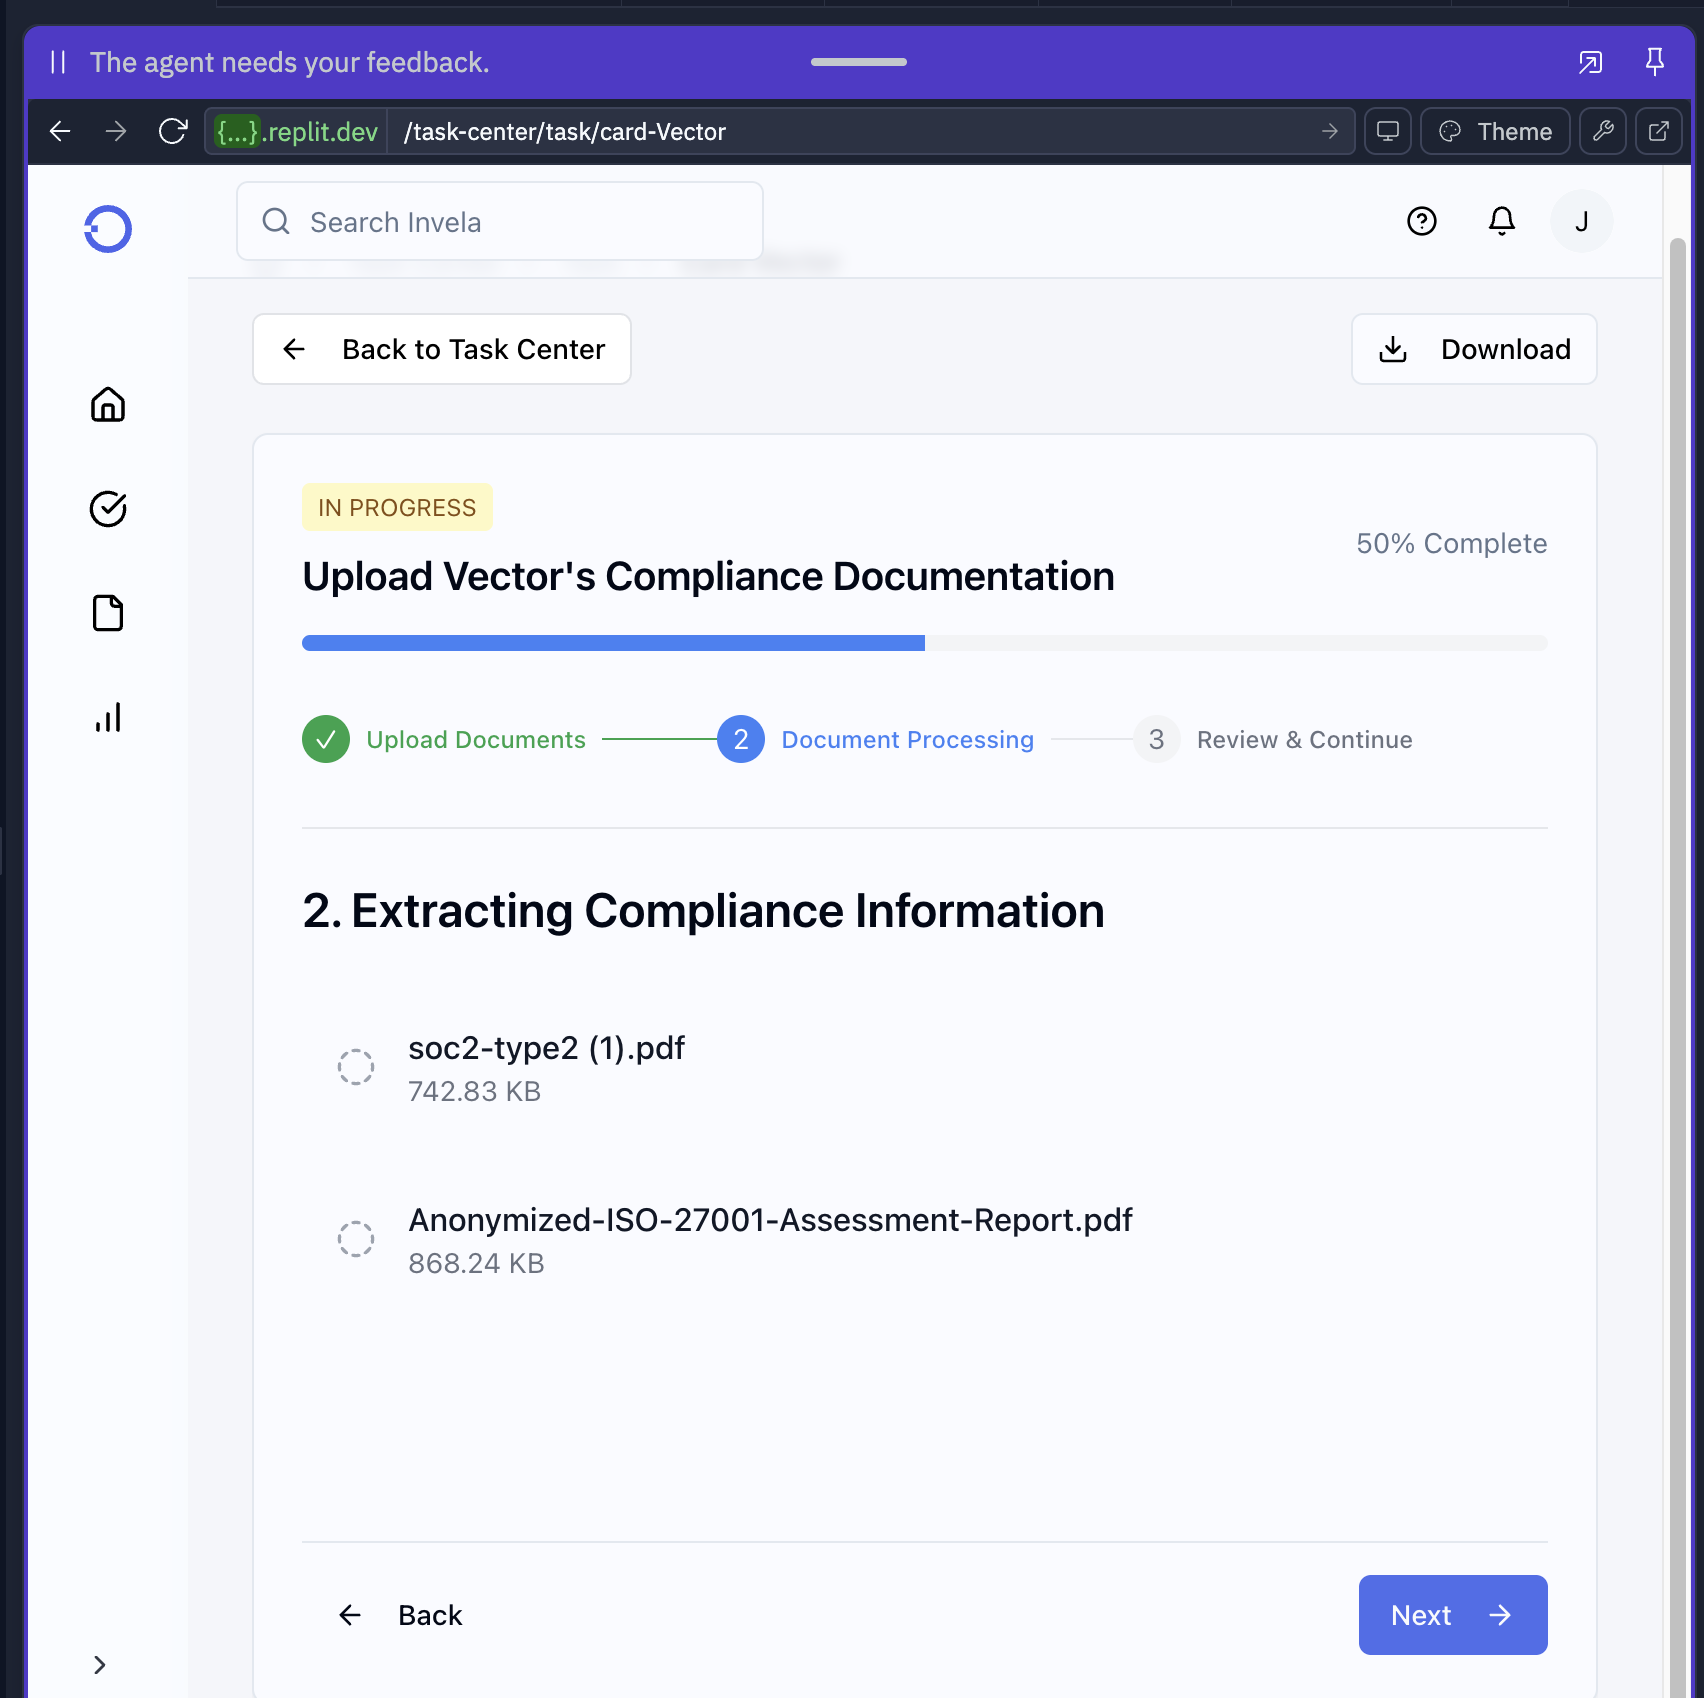 The agent needs your feedback.
{...}.replit.dev /task-center/task/card-Vector Theme
Search Invela
J
Back to Task Center
Download
IN PROGRESS
50% Complete
Upload Vector's Compliance Documentation
Upload Documents 2 Document Processing 3 Review & Continue
2. Extracting Compliance Information
soc2-type2 (1).pdf
742.83 KB
Anonymized-ISO-27001-Assessment-Report.pdf
868.24 KB
Back
Next